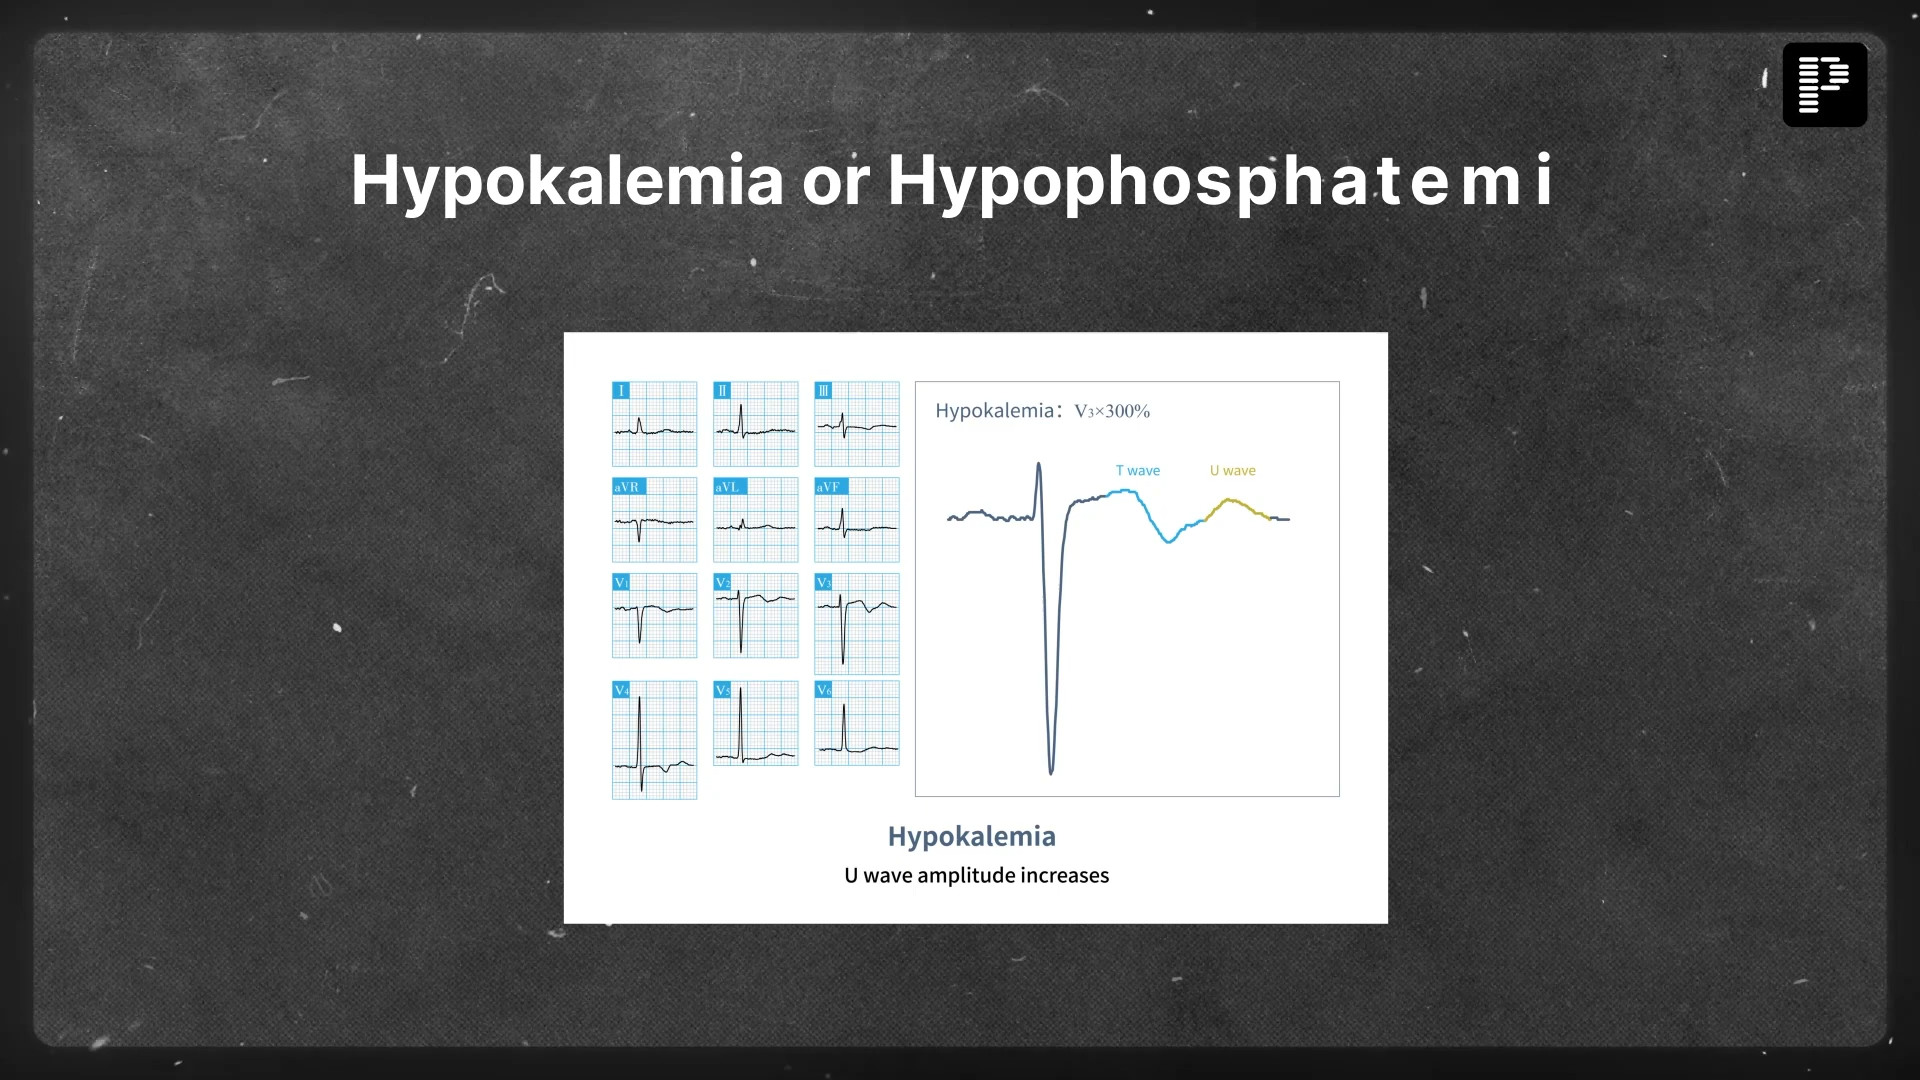 Hypokalemia or Hypophosphatemi
I
II
III
aVR
aVL
aVF
V1
V2
V3
V4
V5
V6
Hypokalemia: V3×300%
T wave
U wave
Hypokalemia
U wave amplitude increases